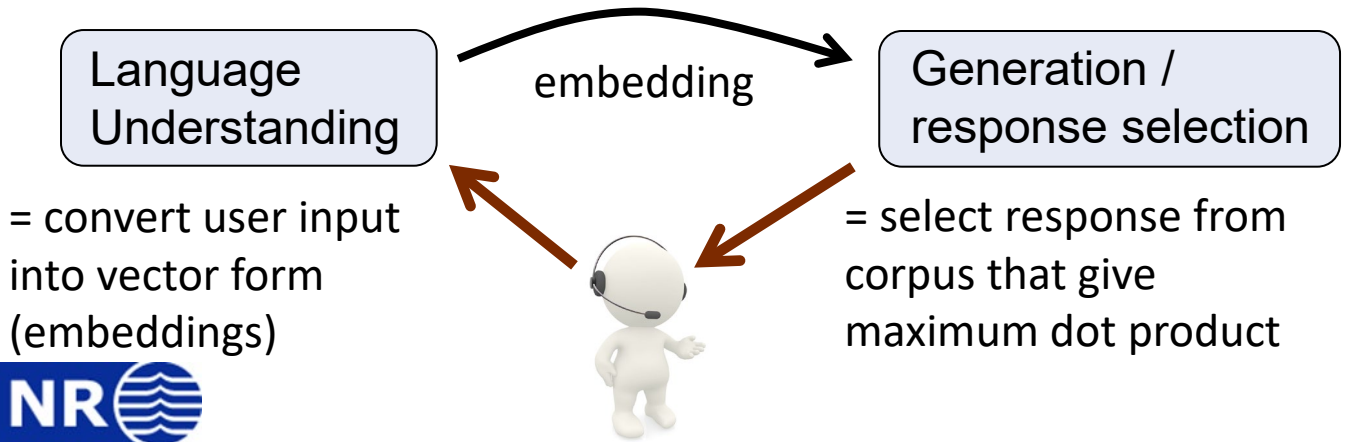 Language
Understanding
embedding
Generation /
response selection
= convert user input
into vector form
(embeddings)
= select response from
corpus that give
maximum dot product
NR